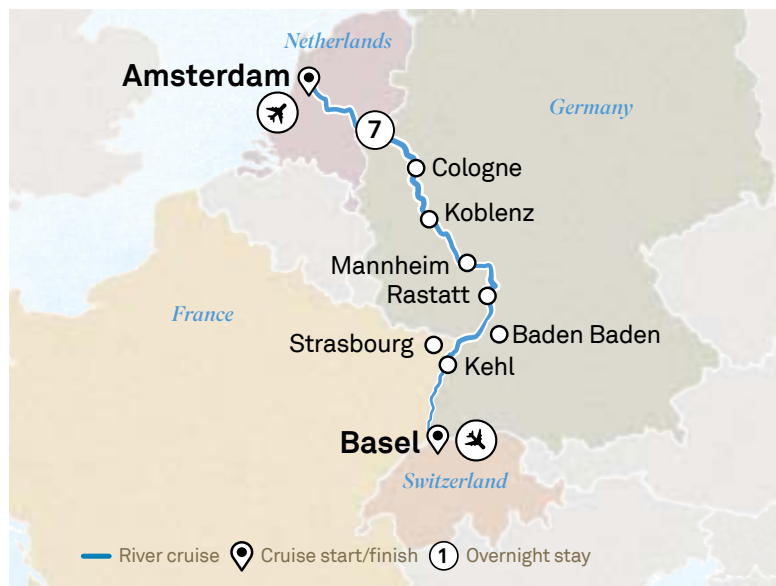 Netherlands
Amsterdam
Germany
7
Cologne
Koblenz
Mannheim
Rastatt
France
Baden Baden
Strasbourg
Kehl
Basel
Switzerland
River cruise Cruise start/finish 1 Overnight stay